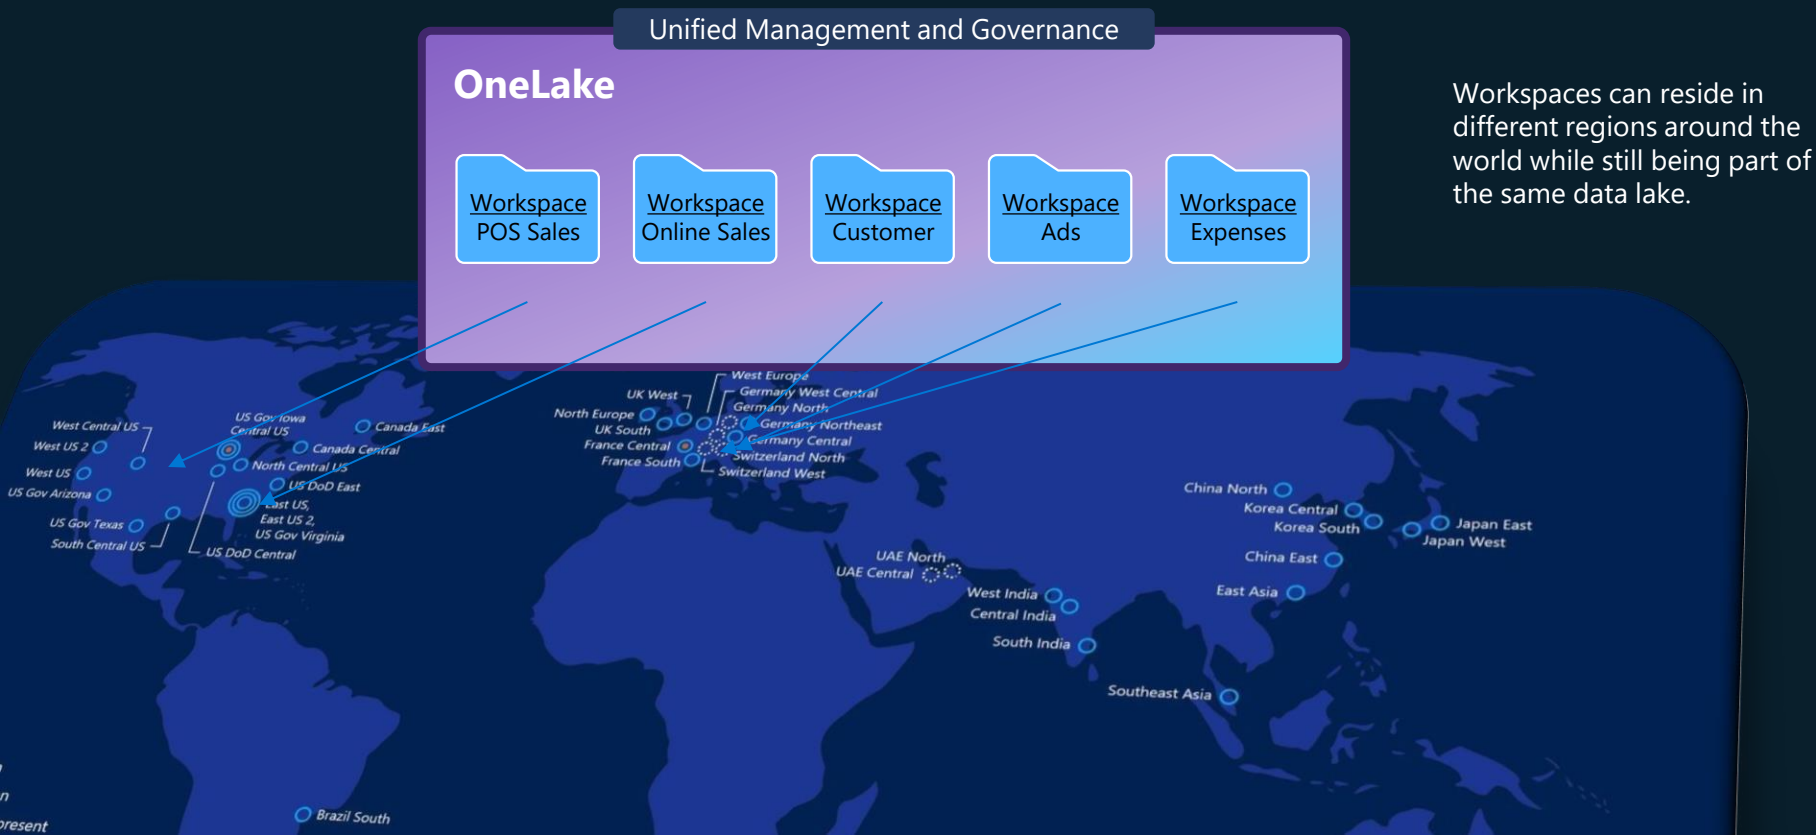 Unified Management and Governance
OneLake
Workspace
POS Sales
Workspace
Online Sales
Workspace
Customer
Workspace
Ads
Workspace
Expenses
Workspaces can reside in
different regions around the
world while still being part of
the same data lake.
West Central US
West US 2
West US
US Gov Arizona
US Gov Texas
South Central US
US Gov Iowa
Central US
Canada East
Canada Central
North Central US
US DoD East
East US,
East US 2,
US Gov Virginia
US DoD Central
Brazil South
UK West
North Europe
UK South
France Central
France South
West Europe
Germany West Central
Germany North
Germany Northeast
Germany Central
Switzerland North
Switzerland West
UAE North
UAE Central
West India
Central India
South India
Southeast Asia
China North
Korea Central
Korea South
Japan East
Japan West
China East
East Asia
present